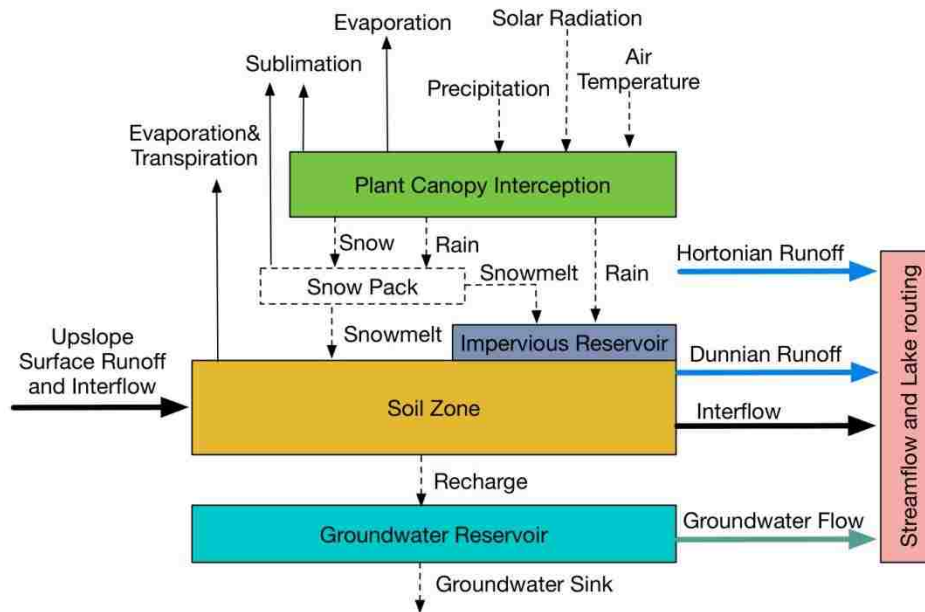 Solar Radiation
Evaporation
Air
Temperature
Sublimation
Precipitation
Evaporation&
Transpiration
Plant Canopy Interception
Snow
Rain
Hortonian Runoff
Snowmelt
Rain
Snow Pack
Upslope
Surface Runoff
and Interflow
Snowmelt
Impervious Reservoir
Dunnian Runoff
Soil Zone
Interflow
Streamflow and Lake routing
Recharge
Groundwater Reservoir
Groundwater Flow
Groundwater Sink